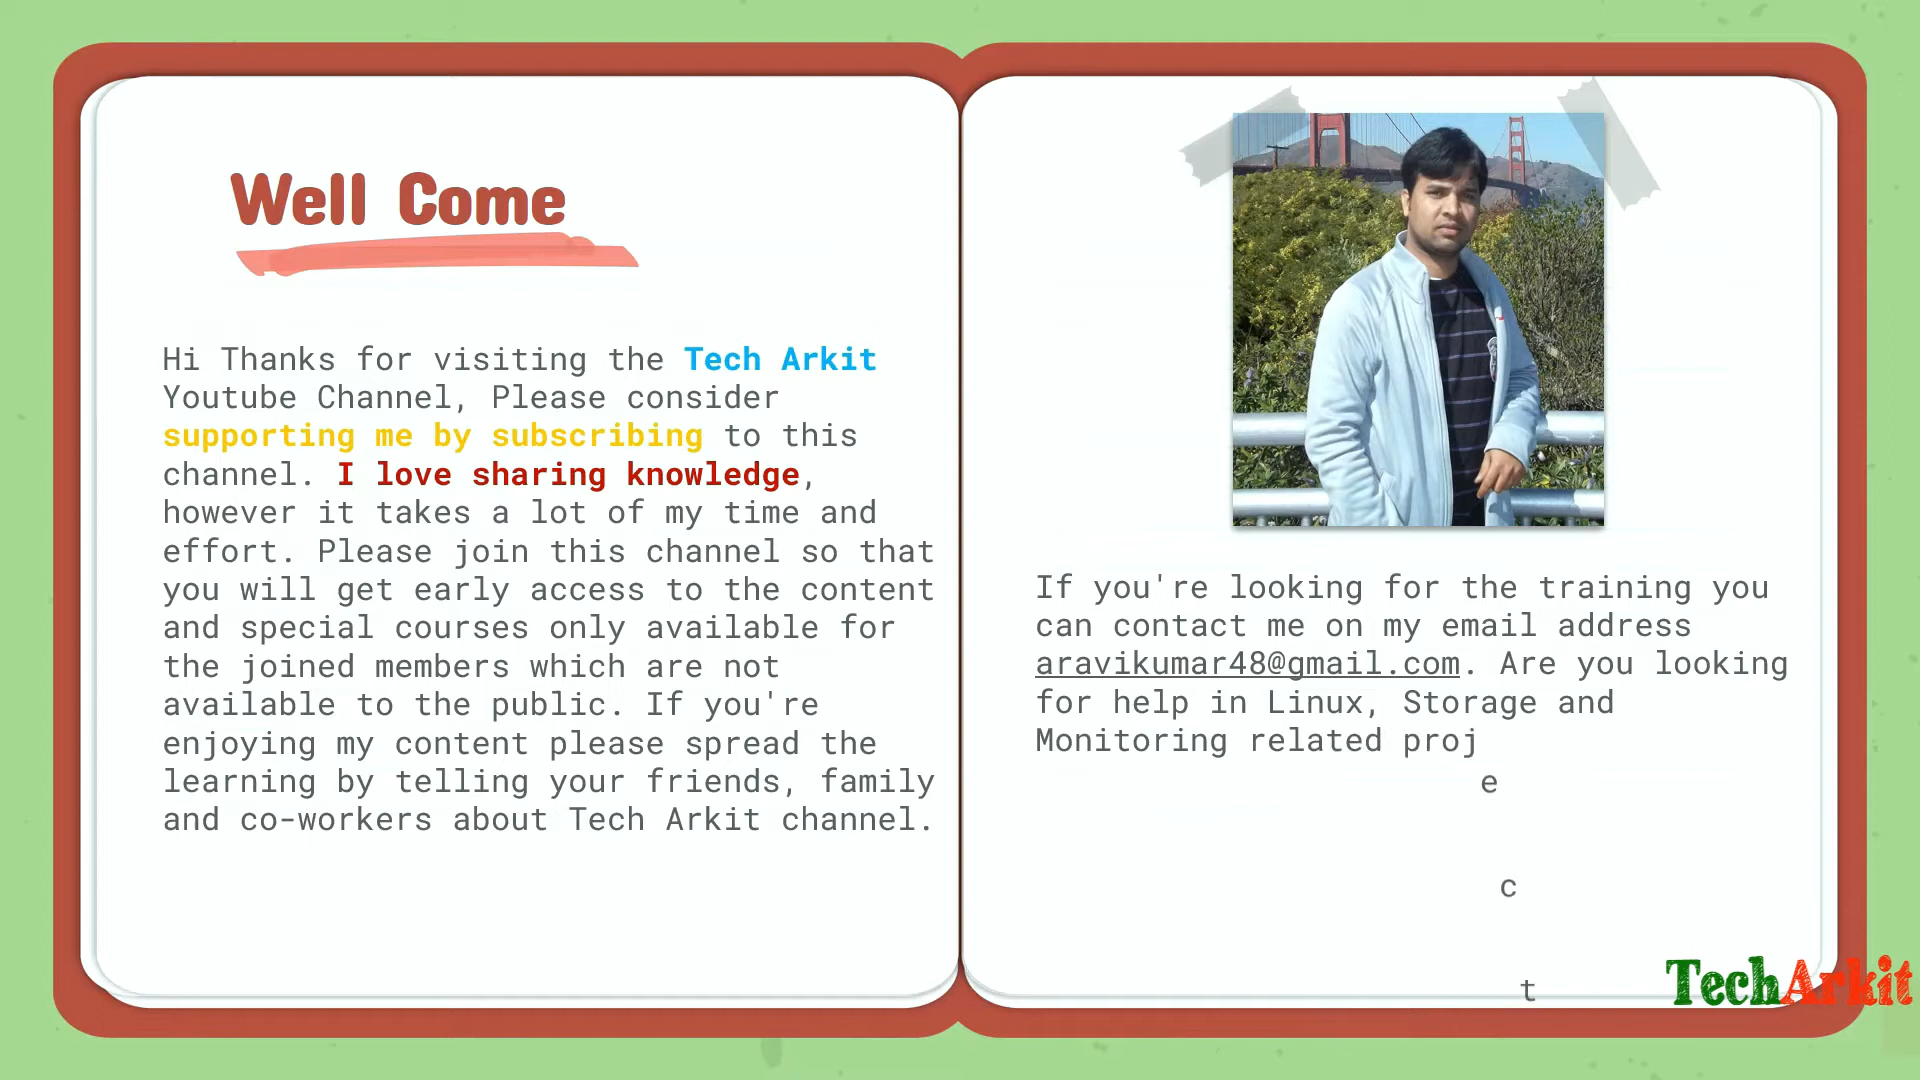 Well Come
Hi Thanks for visiting the Tech Arkit
Youtube Channel, Please consider
supporting me by subscribing to this
channel. I love sharing knowledge,
however it takes a lot of my time and
effort. Please join this channel so that
you will get early access to the content
and special courses only available for
the joined members which are not
available to the public. If you're
enjoying my content please spread the
learning by telling your friends, family
and co-workers about Tech Arkit channel.
If you're looking for the training you
can contact me on my email address
aravikumar48@gmail.com. Are you looking
for help in Linux, Storage and
Monitoring related proj
e
c
t
TechArkit